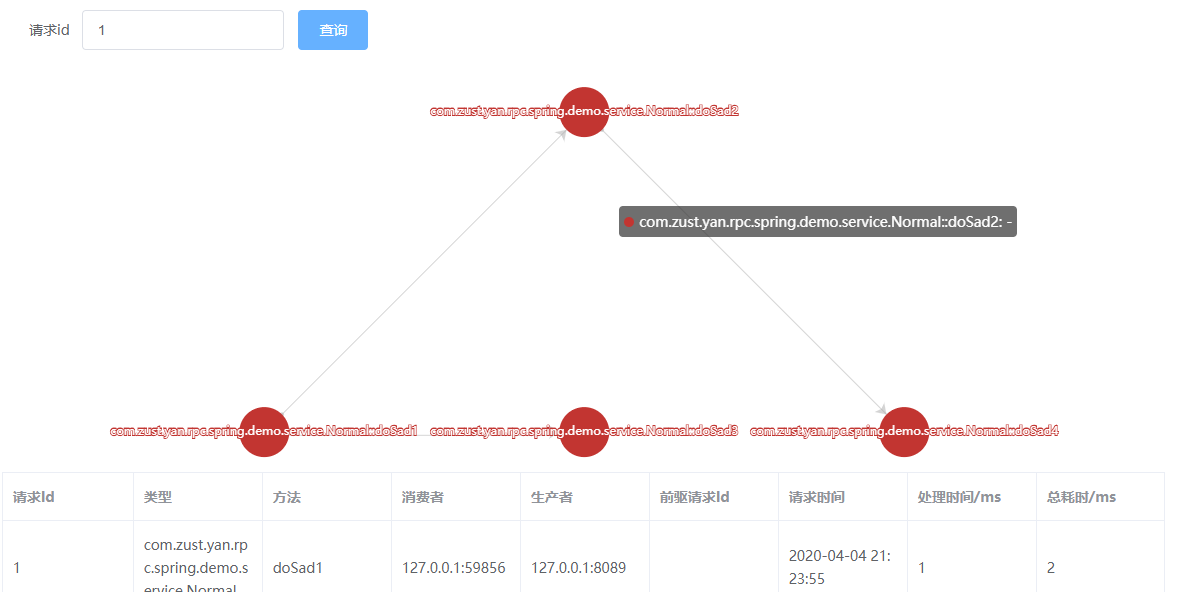 请求id
1
查询
com.zust.yan.rpc.spring.demo.service.Normal::doSad2
com.zust.yan.rpc.spring.demo.service.Normal::doSad2: -
com.zust.yan.rpc.spring.demo.service.Normal::doSad1
com.zust.yan.rpc.spring.demo.service.Normal::doSad3
com.zust.yan.rpc.spring.demo.service.Normal::doSad4
请求Id
类型
方法
消费者
生产者
前驱请求Id
请求时间
处理时间/ms
总耗时/ms
1
com.zust.yan.rp
c.spring.demo.s
ervice.Normal
doSad1
127.0.0.1:59856
127.0.0.1:8089
2020-04-04 21:
23:55
1
2